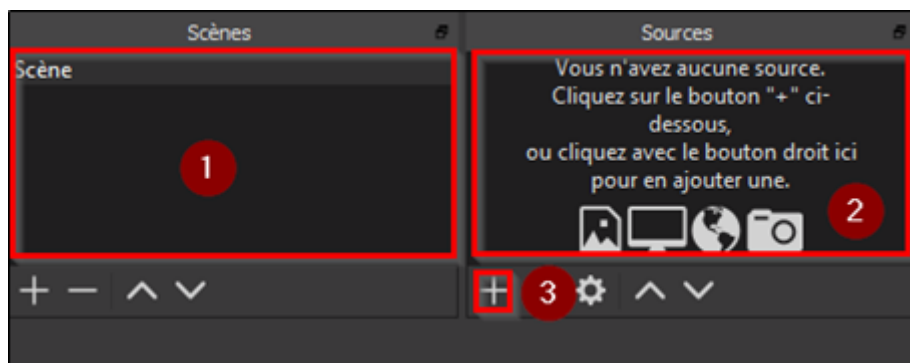 Scènes
Sources
Scène
1
Vous n'avez aucune source.
Cliquez sur le bouton "+" ci-
dessous,
ou cliquez avec le bouton droit ici
pour en ajouter une.
2
3